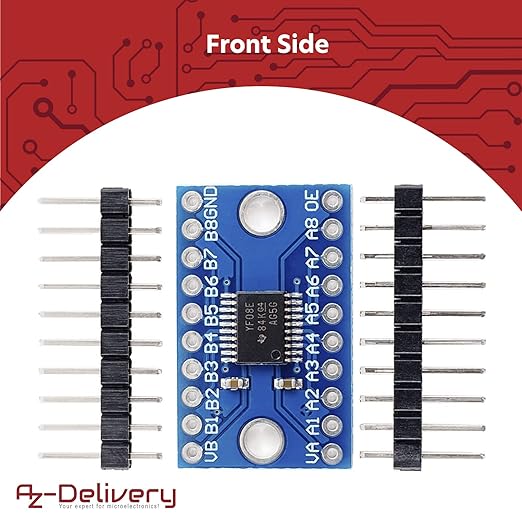 Front Side
GND
B8
B7
B6
B5
B4
B3
B2
B1
VB
OE
A8
A7
A6
A5
A4
A3
A2
A1
VA
YF08E
84KG4
AG5G
AZ-Delivery
Your expert for microelectronics!